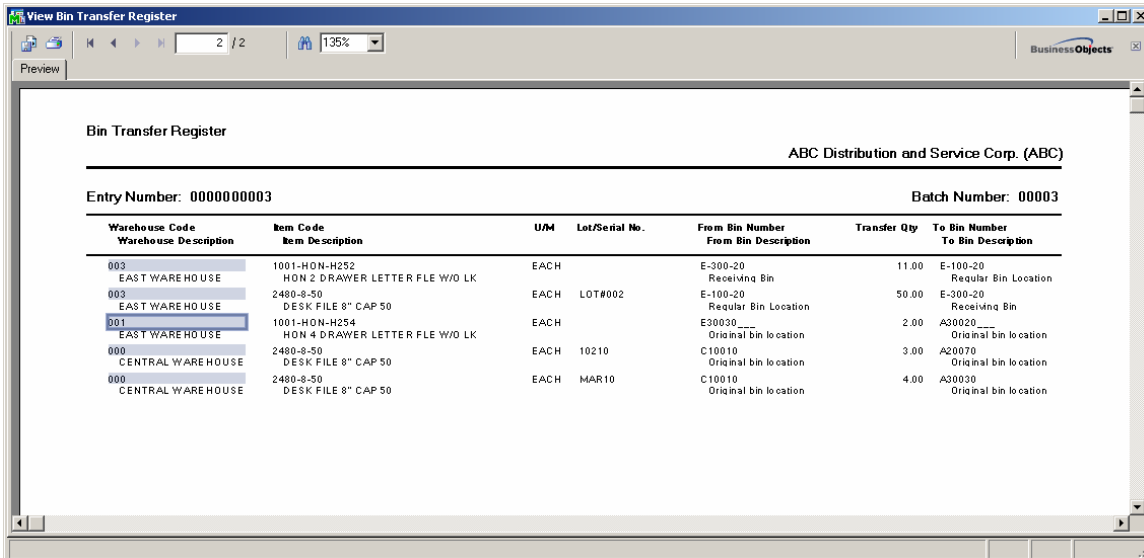 View Bin Transfer Register
2 /2 135% BusinessObjects
Preview
Bin Transfer Register
ABC Distribution and Service Corp. (ABC)
Entry Number: 0000000003 Batch Number: 00003
Warehouse Code Item Code U/M Lot/Serial No. From Bin Number Transfer Qty To Bin Number
Warehouse Description Item Description From Bin Description To Bin Description
003 1001-HON-H252 EACH E-300-20 11.00 E-100-20
EAST WAREHOUSE HON 2 DRAWER LETTER FLE W/O LK Receiving Bin Regular Bin Location
003 2480-8-50 EACH LOT#002 E-100-20 50.00 E-300-20
EAST WAREHOUSE DESK FILE 8" CAP 50 Regular Bin Location Receiving Bin
001 1001-HON-H254 EACH E30030___ 2.00 A30020___
EAST WAREHOUSE HON 4 DRAWER LETTER FLE W/O LK Original bin location Original bin location
000 2480-8-50 EACH 10210 C10010 3.00 A20070
CENTRAL WAREHOUSE DESK FILE 8" CAP 50 Original bin location Original bin location
000 2480-8-50 EACH MAR10 C10010 4.00 A30030
CENTRAL WAREHOUSE DESK FILE 8" CAP 50 Original bin location Original bin location